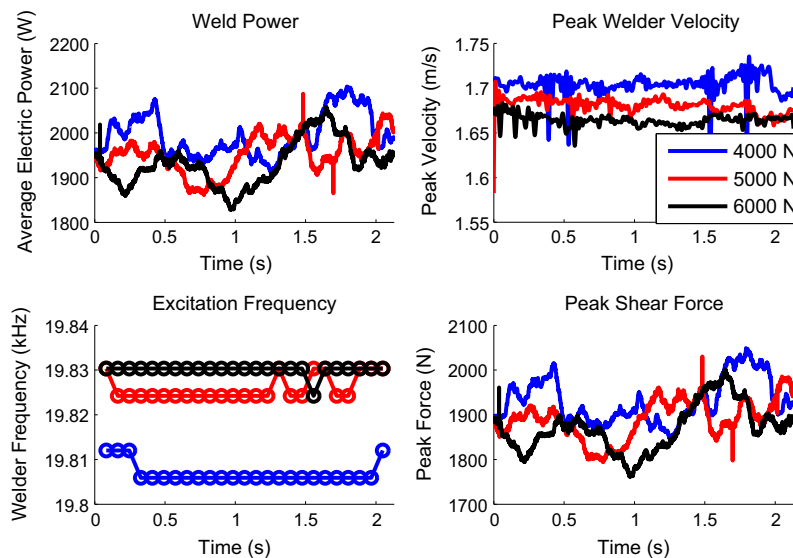 Weld Power
Average Electric Power (W)
2200
2100
2000
1900
1800
0
0.5
1
1.5
2
Time (s)
Peak Welder Velocity
Peak Velocity (m/s)
1.75
1.7
1.65
1.6
1.55
0
0.5
1
1.5
2
Time (s)
4000 N
5000 N
6000 N
Excitation Frequency
Welder Frequency (kHz)
19.84
19.83
19.82
19.81
19.8
0
0.5
1
1.5
2
Time (s)
Peak Shear Force
Peak Force (N)
2100
2000
1900
1800
1700
0
0.5
1
1.5
2
Time (s)